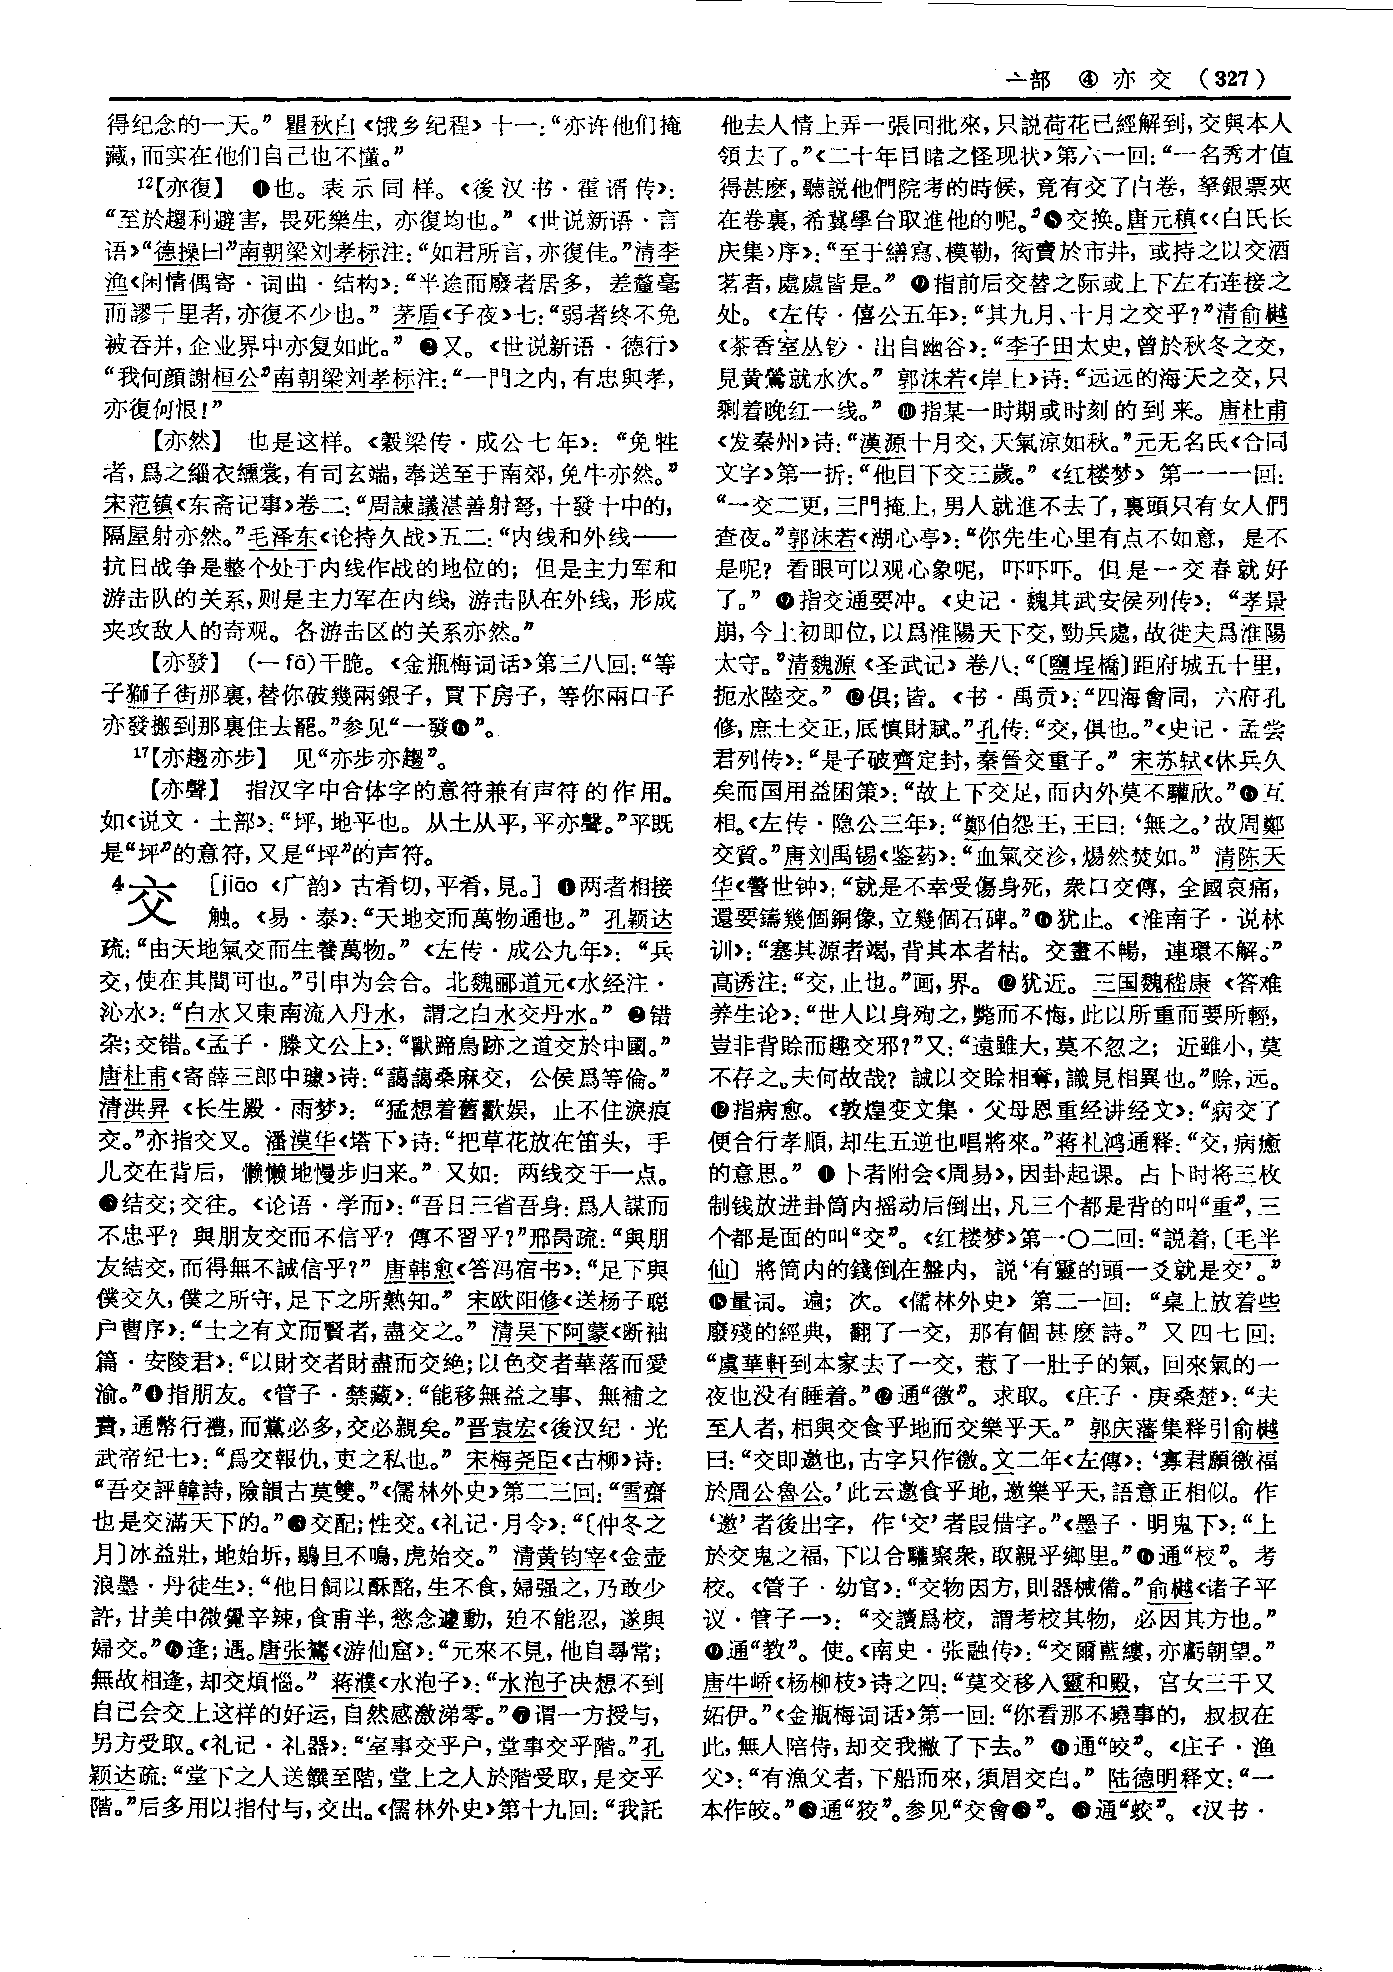 亠部 ④ 亦 交 （327）
得纪念的一天。”瞿秋白《饿乡纪程》十一：“亦许他们掩
藏，而实在他们自己也不懂。”
12【亦復】 ❶也。表示同样。《後汉书·霍谞传》：
“至於趨利避害，畏死樂生，亦復均也。”《世说新语·言
语》“德操曰”南朝梁刘孝标注：“如君所言，亦復佳。”清李
渔《闲情偶寄·词曲·结构》：“半途而廢者居多，差釐毫
而謬千里者，亦復不少也。”茅盾《子夜》七：“弱者终不免
被吞并，企业界中亦复如此。”❷又。《世说新语·德行》
“我何顏謝桓公”南朝梁刘孝标注：“一門之内，有忠與孝，
亦復何恨！”
【亦然】 也是这样。《穀梁传·成公七年》：“免牲
者，爲之緇衣纁裳，有司玄端，奉送至于南郊，免牛亦然。”
宋范镇《东斋记事》卷二：“周諫議湛善射弩，十發十中的，
隔屋射亦然。”毛泽东《论持久战》五二：“内线和外线——
抗日战争是整个处于内线作战的地位的；但是主力军和
游击队的关系，则是主力军在内线，游击队在外线，形成
夹攻敌人的奇观。各游击区的关系亦然。”
【亦發】 （一fā）干脆。《金瓶梅词话》第三八回：“等
子獅子街那裏，替你破幾兩銀子，買下房子，等你兩口子
亦發搬到那裏住去罷。”参见“一發❻”。
17【亦趨亦步】 见“亦步亦趨”。
【亦聲】 指汉字中合体字的意符兼有声符的作用。
如《说文·土部》：“坪，地平也。从土从平，平亦聲。”平既
是“坪”的意符，又是“坪”的声符。
4交 ［jiāo《广韵》古肴切，平肴，見。］❶两者相接
触。《易·泰》：“天地交而萬物通也。”孔颖达
疏：“由天地氣交而生養萬物。”《左传·成公九年》：“兵
交，使在其間可也。”引申为会合。北魏郦道元《水经注·
沁水》：“白水又東南流入丹水，謂之白水交丹水。”❷错
杂；交错。《孟子·滕文公上》：“獸蹄鳥跡之道交於中國。”
唐杜甫《寄薛三郎中璩》诗：“藹藹桑麻交，公侯爲等倫。”
清洪昇《长生殿·雨梦》：“猛想着舊歡娱，止不住淚痕
交。”亦指交叉。潘漠华《塔下》诗：“把草花放在笛头，手
儿交在背后，懒懒地慢步归来。”又如：两线交于一点。
❸结交；交往。《论语·学而》：“吾日三省吾身：爲人謀而
不忠乎？與朋友交而不信乎？傳不習乎？”邢昺疏：“與朋
友結交，而得無不誠信乎？”唐韩愈《答冯宿书》：“足下與
僕交久，僕之所守，足下之所熟知。”宋欧阳修《送杨子聪
户曹序》：“士之有文而賢者，盡交之。”清吴下阿蒙《断袖
篇·安陵君》：“以財交者財盡而交絶；以色交者華落而愛
渝。”❹指朋友。《管子·禁藏》：“能移無益之事、無補之
費，通幣行禮，而黨必多，交必親矣。”晋袁宏《後汉纪·光
武帝纪七》：“爲交報仇，吏之私也。”宋梅尧臣《古柳》诗：
“吾交評韓詩，險韻古莫雙。”《儒林外史》第二三回：“雪齋
也是交滿天下的。”❺交配；性交。《礼记·月令》：“〔仲冬之
月〕冰益壯，地始坼，鶡旦不鳴，虎始交。”清黄钧宰《金壶
浪墨·丹徒生》：“他日飼以酥酩，生不食，婦强之，乃敢少
許，甘美中微覺辛辣，食甫半，慾念遽動，迫不能忍，遂與
婦交。”❻逢；遇。唐张鷟《游仙窟》：“元來不見，他自尋常；
無故相逢，却交煩惱。”蒋濮《水泡子》：“水泡子决想不到
自己会交上这样的好运，自然感激涕零。”❼谓一方授与，
另方受取。《礼记·礼器》：“室事交乎户，堂事交乎階。”孔
颖达疏：“堂下之人送饌至階，堂上之人於階受取，是交乎
階。”后多用以指付与，交出。《儒林外史》第十九回：“我託
他去人情上弄一張回批來，只説荷花已經解到，交與本人
領去了。”《二十年目睹之怪现状》第六一回：“一名秀才值
得甚麽，聽説他們院考的時候，竟有交了白卷，拏銀票夾
在卷裏，希冀學台取進他的呢。”❽交换。唐元稹《〈白氏长
庆集〉序》：“至于繕寫、模勒，衒賣於市井，或持之以交酒
茗者，處處皆是。”❾指前后交替之际或上下左右连接之
处。《左传·僖公五年》：“其九月、十月之交乎？”清俞樾
《茶香室丛钞·出自幽谷》：“李子田太史，曾於秋冬之交，
見黄鶯就水次。”郭沫若《岸上》诗：“远远的海天之交，只
剩着晚红一线。”❿指某一时期或时刻的到来。唐杜甫
《发秦州》诗：“漢源十月交，天氣涼如秋。”元无名氏《合同
文字》第一折：“他目下交三歲。”《红楼梦》第一一一回：
“一交二更，三門掩上，男人就進不去了，裏頭只有女人們
查夜。”郭沫若《湖心亭》：“你先生心里有点不如意，是不
是呢？看眼可以观心象呢，吓吓吓。但是一交春就好
了。”⓫指交通要冲。《史记·魏其武安侯列传》：“孝景
崩，今上初即位，以爲淮陽天下交，勁兵處，故徙夫爲淮陽
太守。”清魏源《圣武记》卷八：“〔鹽埕橋〕距府城五十里，
扼水陸交。”⓬俱；皆。《书·禹贡》：“四海會同，六府孔
修，庶土交正，厎慎財賦。”孔传：“交，俱也。”《史记·孟尝
君列传》：“是子破齊定封，秦晉交重子。”宋苏轼《休兵久
矣而国用益困策》：“故上下交足，而内外莫不驩欣。”⓭互
相。《左传·隐公三年》：“鄭伯怨王，王曰：‘無之。’故周鄭
交質。”唐刘禹锡《鉴药》：“血氣交沴，煬然焚如。”清陈天
华《警世钟》：“就是不幸受傷身死，衆口交傳，全國哀痛，
還要鑄幾個銅像，立幾個石碑。”⓮犹止。《淮南子·说林
训》：“塞其源者竭，背其本者枯。交畫不暢，連環不解。”
高诱注：“交，止也。”画，界。⓯犹近。三国魏嵇康《答难
养生论》：“世人以身殉之，斃而不悔，此以所重而要所輕，
豈非背賒而趣交邪？”又：“遠雖大，莫不忽之；近雖小，莫
不存之。夫何故哉？誠以交賒相奪，識見相異也。”赊，远。
⓰指病愈。《敦煌变文集·父母恩重经讲经文》：“病交了
便合行孝順，却生五逆也唱將來。”蒋礼鸿通释：“交，病癒
的意思。”⓱卜者附会《周易》，因卦起课。占卜时将三枚
制钱放进卦筒内摇动后倒出，凡三个都是背的叫“重”，三
个都是面的叫“交”。《红楼梦》第一〇二回：“説着，〔毛半
仙〕將筒内的錢倒在盤内，説‘有靈的頭一爻就是交’。”
⓲量词。遍；次。《儒林外史》第二一回：“桌上放着些
廢殘的經典，翻了一交，那有個甚麽詩。”又四七回：
“虞華軒到本家去了一交，惹了一肚子的氣，回來氣的一
夜也没有睡着。”⓳通“徼”。求取。《庄子·庚桑楚》：“夫
至人者，相與交食乎地而交樂乎天。”郭庆藩集释引俞樾
曰：“交即邀也，古字只作徼。文二年《左傳》：‘寡君願徼福
於周公魯公。’此云邀食乎地，邀樂乎天，語意正相似。作
‘邀’者後出字，作‘交’者叚借字。”《墨子·明鬼下》：“上
於交鬼之福，下以合驩聚衆，取親乎鄉里。”⓴通“校”。考
校。《管子·幼官》：“交物因方，則器械備。”俞樾《诸子平
议·管子一》：“交讀爲校，謂考校其物，必因其方也。”
㉑通“教”。使。《南史·张融传》：“交爾藍縷，亦虧朝望。”
唐牛峤《杨柳枝》诗之四：“莫交移入靈和殿，宫女三千又
妬伊。”《金瓶梅词话》第一回：“你看那不曉事的，叔叔在
此，無人陪侍，却交我撇了下去。”㉒通“皎”。《庄子·渔
父》：“有漁父者，下船而來，須眉交白。”陆德明释文：“一
本作皎。”㉓通“狡”。参见“交會❸”。㉔通“蛟”。《汉书·